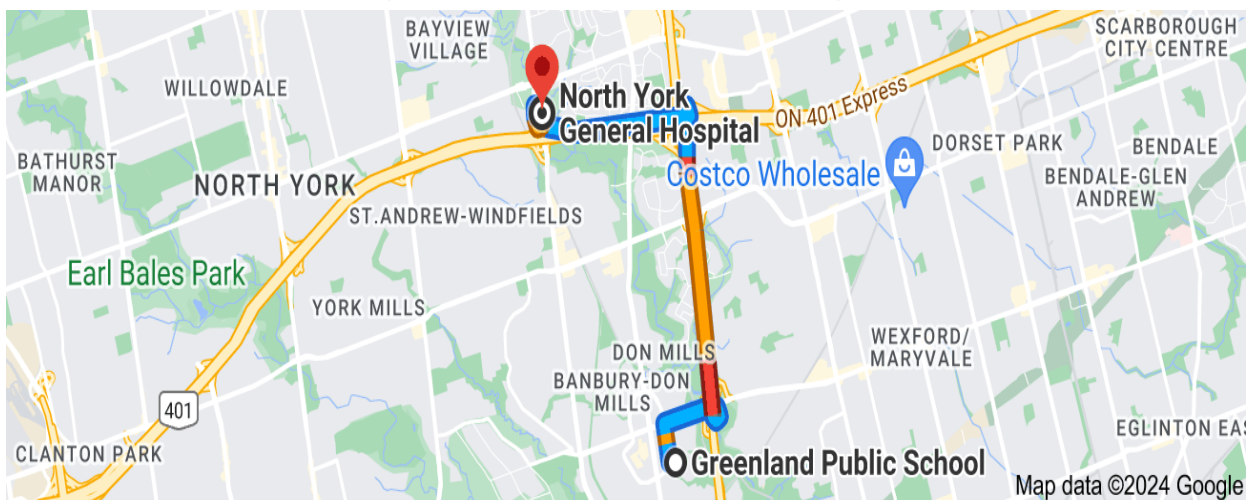 BAYVIEW
VILLAGE
SCARBOROUGH
CITY CENTRE
WILLOWDALE
North York
General Hospital
ON 401 Express
DORSET PARK
BENDALE
BATHURST
MANOR
NORTH YORK
Costco Wholesale
BENDALE-GLEN
ANDREW
ST.ANDREW-WINDFIELDS
Earl Bales Park
YORK MILLS
WEXFORD/
MARYVALE
DON MILLS
BANBURY-DON
MILLS
401
EGLINTON EAS
CLANTON PARK
Greenland Public School
Map data ©2024 Google